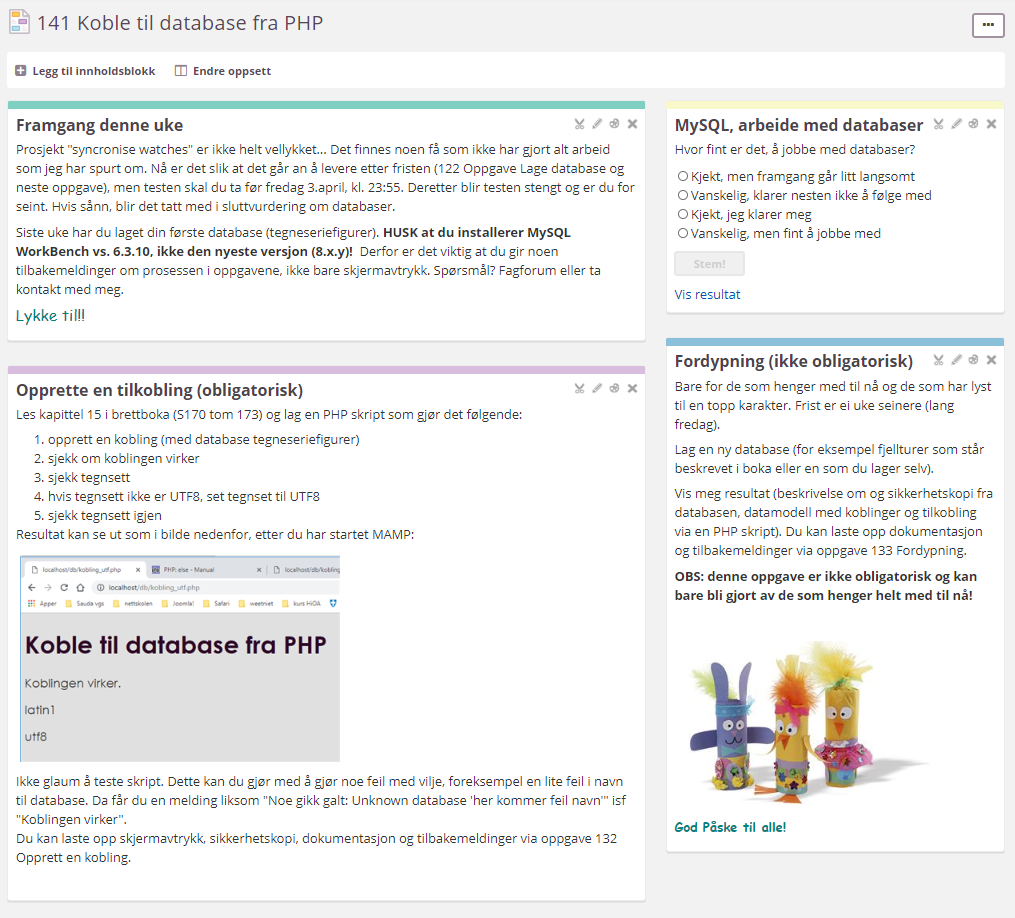 141 Koble til database fra PHP
Legg til innholdsblokk Endre oppsett
Framgang denne uke
Prosjekt "syncronise watches" er ikke helt vellykket... Det finnes noen få som ikke har gjort alt arbeid
som jeg har spurt om. Nå er det slik at det går an å levere etter fristen (122 Oppgave Lage database og
neste oppgave), men testen skal du ta før fredag 3.april, kl. 23:55. Deretter blir testen stengt og er du for
seint. Hvis sånn, blir det tatt med i sluttvurdering om databaser.
Siste uke har du laget din første database (tegneseriefigurer). HUSK at du installerer MySQL
WorkBench vs. 6.3.10, ikke den nyeste versjon (8.x.y)! Derfor er det viktig at du gir noen
tilbakemeldinger om prosessen i oppgavene, ikke bare skjermavtrykk. Spørsmål? Fagforum eller ta
kontakt med meg.
Lykke til!!
Opprette en tilkobling (obligatorisk)
Les kapittel 15 i brettboka (S170 tom 173) og lag en PHP skript som gjør det følgende:
1. opprett en kobling (med database tegneseriefigurer)
2. sjekk om koblingen virker
3. sjekk tegnsett
4. hvis tegnsett ikke er UTF8, set tegnset til UTF8
5. sjekk tegnsett igjen
Resultat kan se ut som i bilde nedenfor, etter du har startet MAMP:
localhost/db/kobling_utf.php PHP: else - Manual localhost/db/kobling
localhost/db/kobling_utf.php
Apper Sauda vgs nettskolen Joomla! Safari weetniet kurs HiOA
Koble til database fra PHP
Koblingen virker.
latin1
utf8
Ikke glaum å teste skript. Dette kan du gjør med å gjør noe feil med vilje, foreksempel en lite feil i navn
til database. Da får du en melding liksom "Noe gikk galt: Unknown database 'her kommer feil navn'" isf
"Koblingen virker".
Du kan laste opp skjermavtrykk, sikkerhetskopi, dokumentasjon og tilbakemeldinger via oppgave 132
Opprett en kobling.
MySQL, arbeide med databaser
Hvor fint er det, å jobbe med databaser?
Kjekt, men framgang går litt langsomt
Vanskelig, klarer nesten ikke å følge med
Kjekt, jeg klarer meg
Vanskelig, men fint å jobbe med
Stem!
Vis resultat
Fordypning (ikke obligatorisk)
Bare for de som henger med til nå og de som har lyst
til en topp karakter. Frist er ei uke seinere (lang
fredag).
Lag en ny database (for eksempel fjellturer som står
beskrevet i boka eller en som du lager selv).
Vis meg resultat (beskrivelse om og sikkerhetskopi fra
databasen, datamodell med koblinger og tilkobling
via en PHP skript). Du kan laste opp dokumentasjon
og tilbakemeldinger via oppgave 133 Fordypning.
OBS: denne oppgave er ikke obligatorisk og kan
bare bli gjort av de som henger helt med til nå!
God Påske til alle!